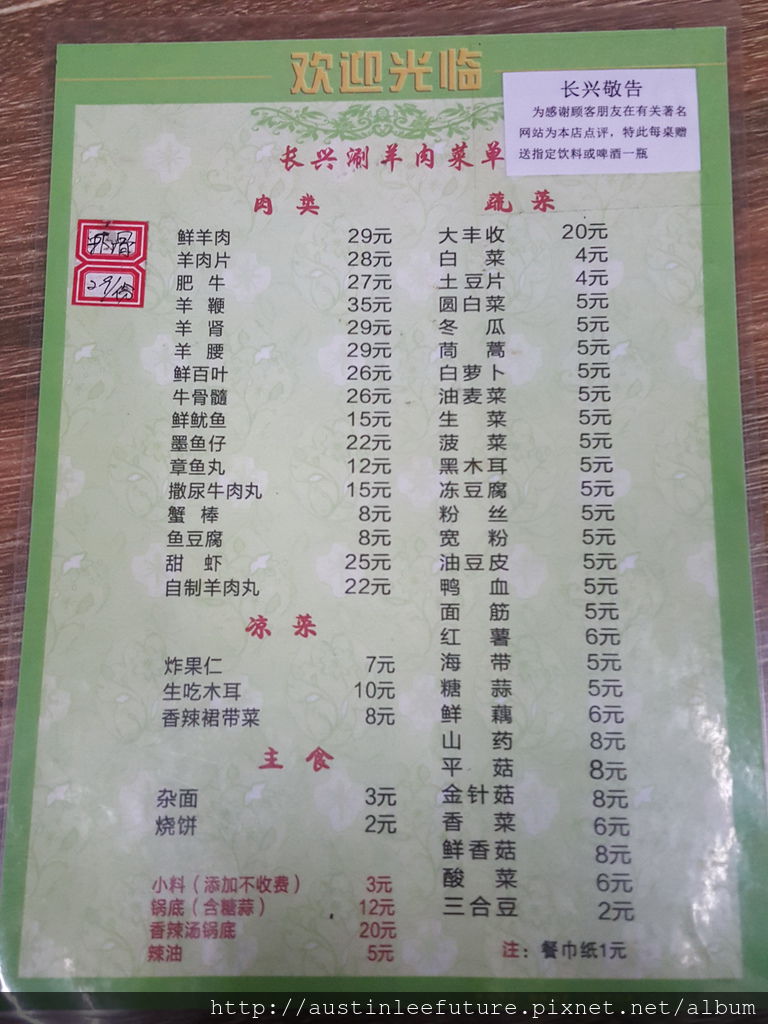 欢迎光临
长兴敬告
为感谢顾客朋友在有关著名
网站为本店点评，特此每桌赠
送指定饮料或啤酒一瓶
长兴涮羊肉菜单
肉类
鲜羊肉 29元
羊肉片 28元
肥牛 27元
羊鞭 35元
羊肾 29元
羊腰 29元
鲜百叶 26元
牛骨髓 26元
鲜鱿鱼 15元
墨鱼仔 22元
章鱼丸 12元
撒尿牛肉丸 15元
蟹棒 8元
鱼豆腐 8元
甜虾 25元
自制羊肉丸 22元
凉菜
炸果仁 7元
生吃木耳 10元
香辣裙带菜 8元
主食
杂面 3元
烧饼 2元
小料（添加不收费） 3元
锅底（含糖蒜） 12元
香辣汤锅底 20元
辣油 5元
蔬菜
大丰收 20元
白菜 4元
土豆片 4元
圆白菜 5元
冬瓜 5元
茼蒿 5元
白萝卜 5元
油麦菜 5元
生菜 5元
菠菜 5元
黑木耳 5元
冻豆腐 5元
粉丝 5元
宽粉 5元
油豆皮 5元
鸭血 5元
面筋 5元
红薯 6元
海带 5元
糖蒜 5元
鲜藕 6元
山药 8元
平菇 8元
金针菇 8元
香菜 6元
鲜香菇 8元
酸菜 6元
三合豆 2元
注：餐巾纸1元
http://austinleefuture.pixnet.net/album